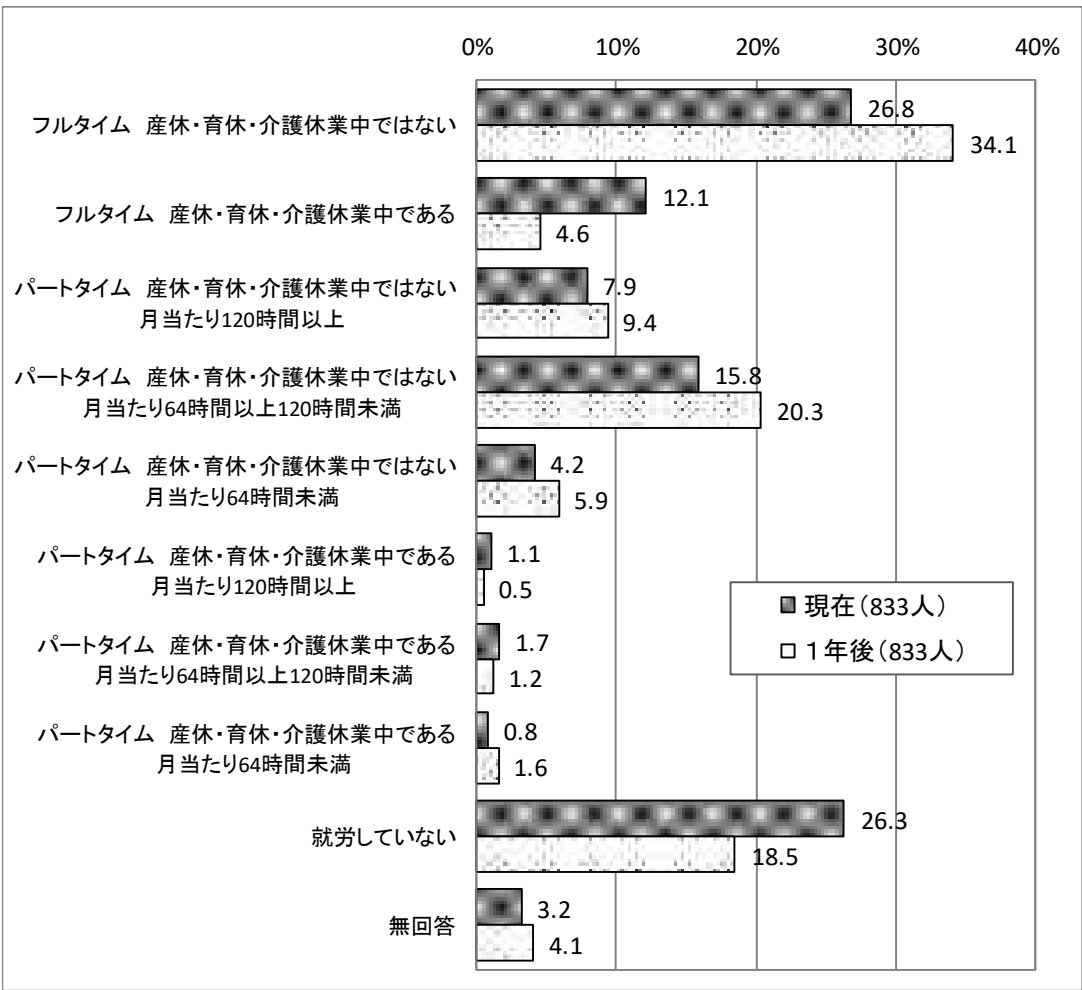 0% 10% 20% 30% 40%
フルタイム 産休・育休・介護休業中ではない
26.8
34.1
フルタイム 産休・育休・介護休業中である
12.1
4.6
パートタイム 産休・育休・介護休業中ではない
月当たり120時間以上
7.9
9.4
パートタイム 産休・育休・介護休業中ではない
月当たり64時間以上120時間未満
15.8
20.3
パートタイム 産休・育休・介護休業中ではない
月当たり64時間未満
4.2
5.9
パートタイム 産休・育休・介護休業中である
月当たり120時間以上
1.1
0.5
パートタイム 産休・育休・介護休業中である
月当たり64時間以上120時間未満
1.7
1.2
パートタイム 産休・育休・介護休業中である
月当たり64時間未満
0.8
1.6
就労していない
26.3
18.5
無回答
3.2
4.1
現在(833人)
１年後(833人)